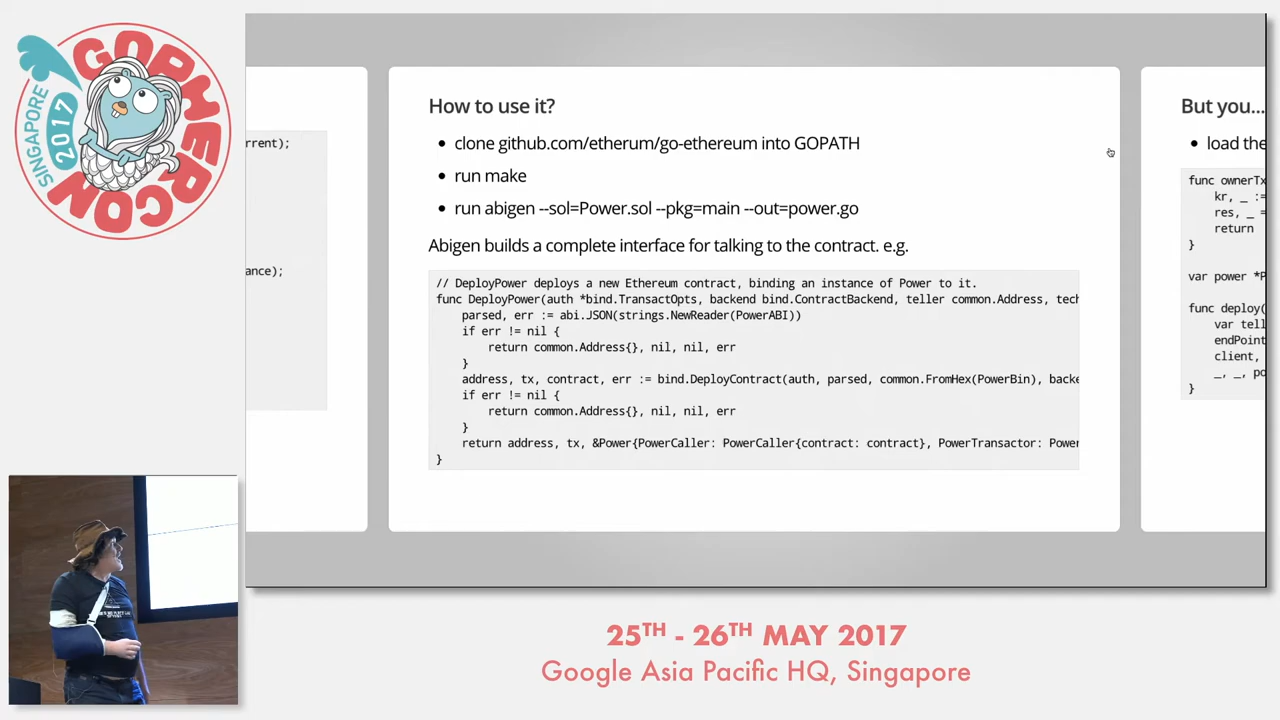 GOPHERCON
SINGAPORE
2017
rrent);
ance);
How to use it?
• clone github.com/etherum/go-ethereum into GOPATH
• run make
• run abigen --sol=Power.sol --pkg=main --out=power.go
Abigen builds a complete interface for talking to the contract. e.g.
// DeployPower deploys a new Ethereum contract, binding an instance of Power to it.
func DeployPower(auth *bind.TransactOpts, backend bind.ContractBackend, teller common.Address, tech
parsed, err := abi.JSON(strings.NewReader(PowerABI))
if err != nil {
return common.Address{}, nil, nil, err
}
address, tx, contract, err := bind.DeployContract(auth, parsed, common.FromHex(PowerBin), backe
if err != nil {
return common.Address{}, nil, nil, err
}
return address, tx, &Power{PowerCaller: PowerCaller{contract: contract}, PowerTransactor: Power
}
But you...
• load the
func ownerTx
kr, _ :=
res, _ =
return
}
var power *P
func deploy(
var tell
endPoint
client,
_, _, po
}
25TH - 26TH MAY 2017
Google Asia Pacific HQ, Singapore